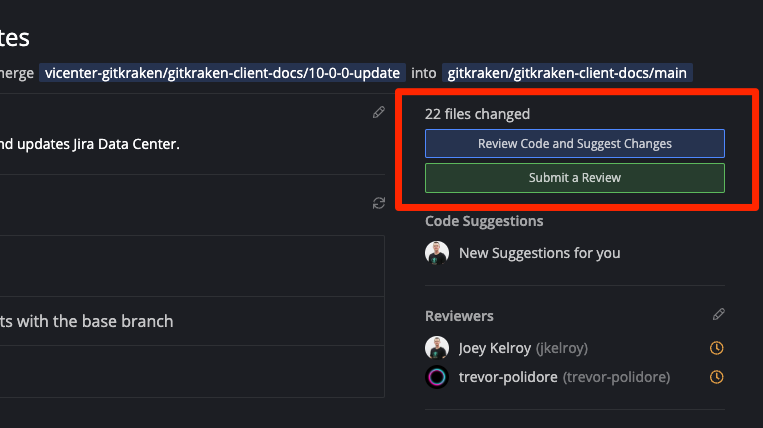 tes
merge vicenter-gitkraken/gitkraken-client-docs/10-0-0-update into gitkraken/gitkraken-client-docs/main
22 files changed
nd updates Jira Data Center.
Review Code and Suggest Changes
Submit a Review
Code Suggestions
New Suggestions for you
ts with the base branch
Reviewers
Joey Kelroy (jkelroy)
trevor-polidore (trevor-polidore)